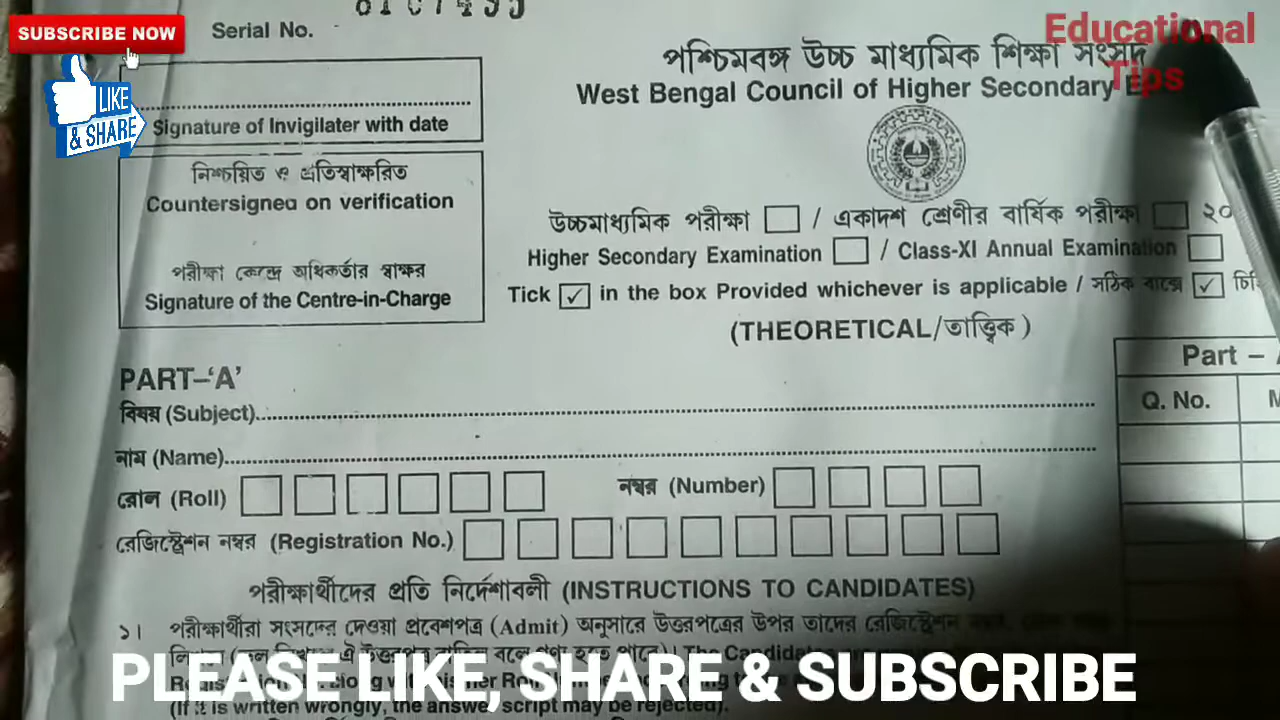 SUBSCRIBE NOW
Serial No.
Educational
Tips
LIKE
& SHARE
Signature of Invigilater with date
নিশ্চয়িত ও প্রতিস্বাক্ষরিত
Countersigned on verification
পরীক্ষা কেন্দ্রে অধিকর্তার স্বাক্ষর
Signature of the Centre-in-Charge
পশ্চিমবঙ্গ উচ্চ মাধ্যমিক শিক্ষা সংসদ
West Bengal Council of Higher Secondary E
উচ্চমাধ্যমিক পরীক্ষা / একাদশ শ্রেণীর বার্ষিক পরীক্ষা ২০
Higher Secondary Examination / Class-XI Annual Examination
Tick ✓ in the box Provided whichever is applicable / সঠিক বাক্সে ✓ চি
(THEORETICAL/তাত্ত্বিক )
Part –
Q. No.
PART–‘A’
বিষয় (Subject)
নাম (Name)
রোল (Roll) নম্বর (Number)
রেজিস্ট্রেশন নম্বর (Registration No.)
পরীক্ষার্থীদের প্রতি নির্দেশাবলী (INSTRUCTIONS TO CANDIDATES)
১। পরীক্ষার্থীরা সংসদের দেওয়া প্রবেশপত্র (Admit) অনুসারে উত্তরপত্রের উপর তাদের রেজিস্ট্রেশন
The Candida
PLEASE LIKE, SHARE & SUBSCRIBE
(If it is written wrongly, the answer script may be rejected).